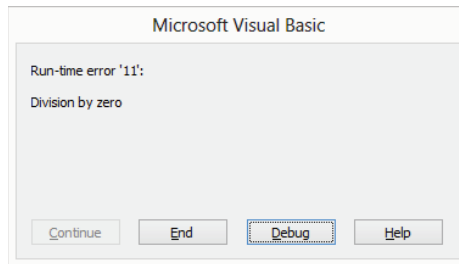 Microsoft Visual Basic
Run-time error '11':
Division by zero
Continue End Debug Help